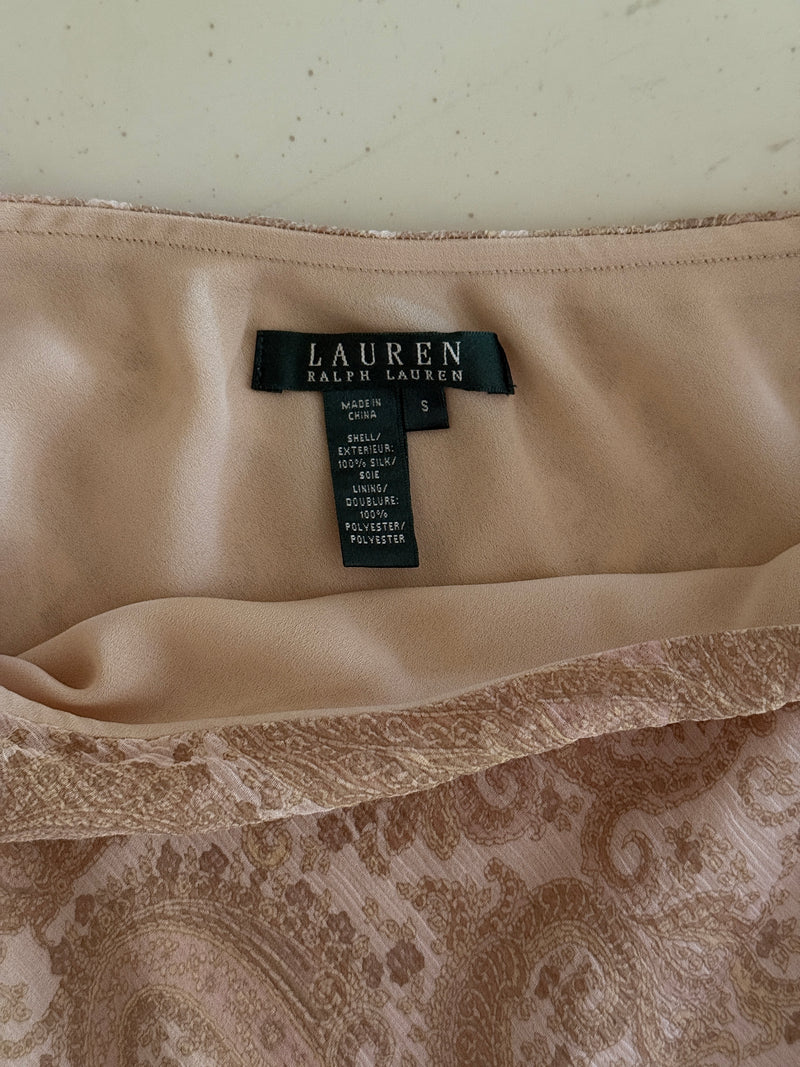 LAUREN
RALPH LAUREN
MADE IN
CHINA
S
SHELL/
EXTERIEUR:
100% SILK/
SOIE
LINING/
DOUBLURE:
100%
POLYESTER/
POLYESTER